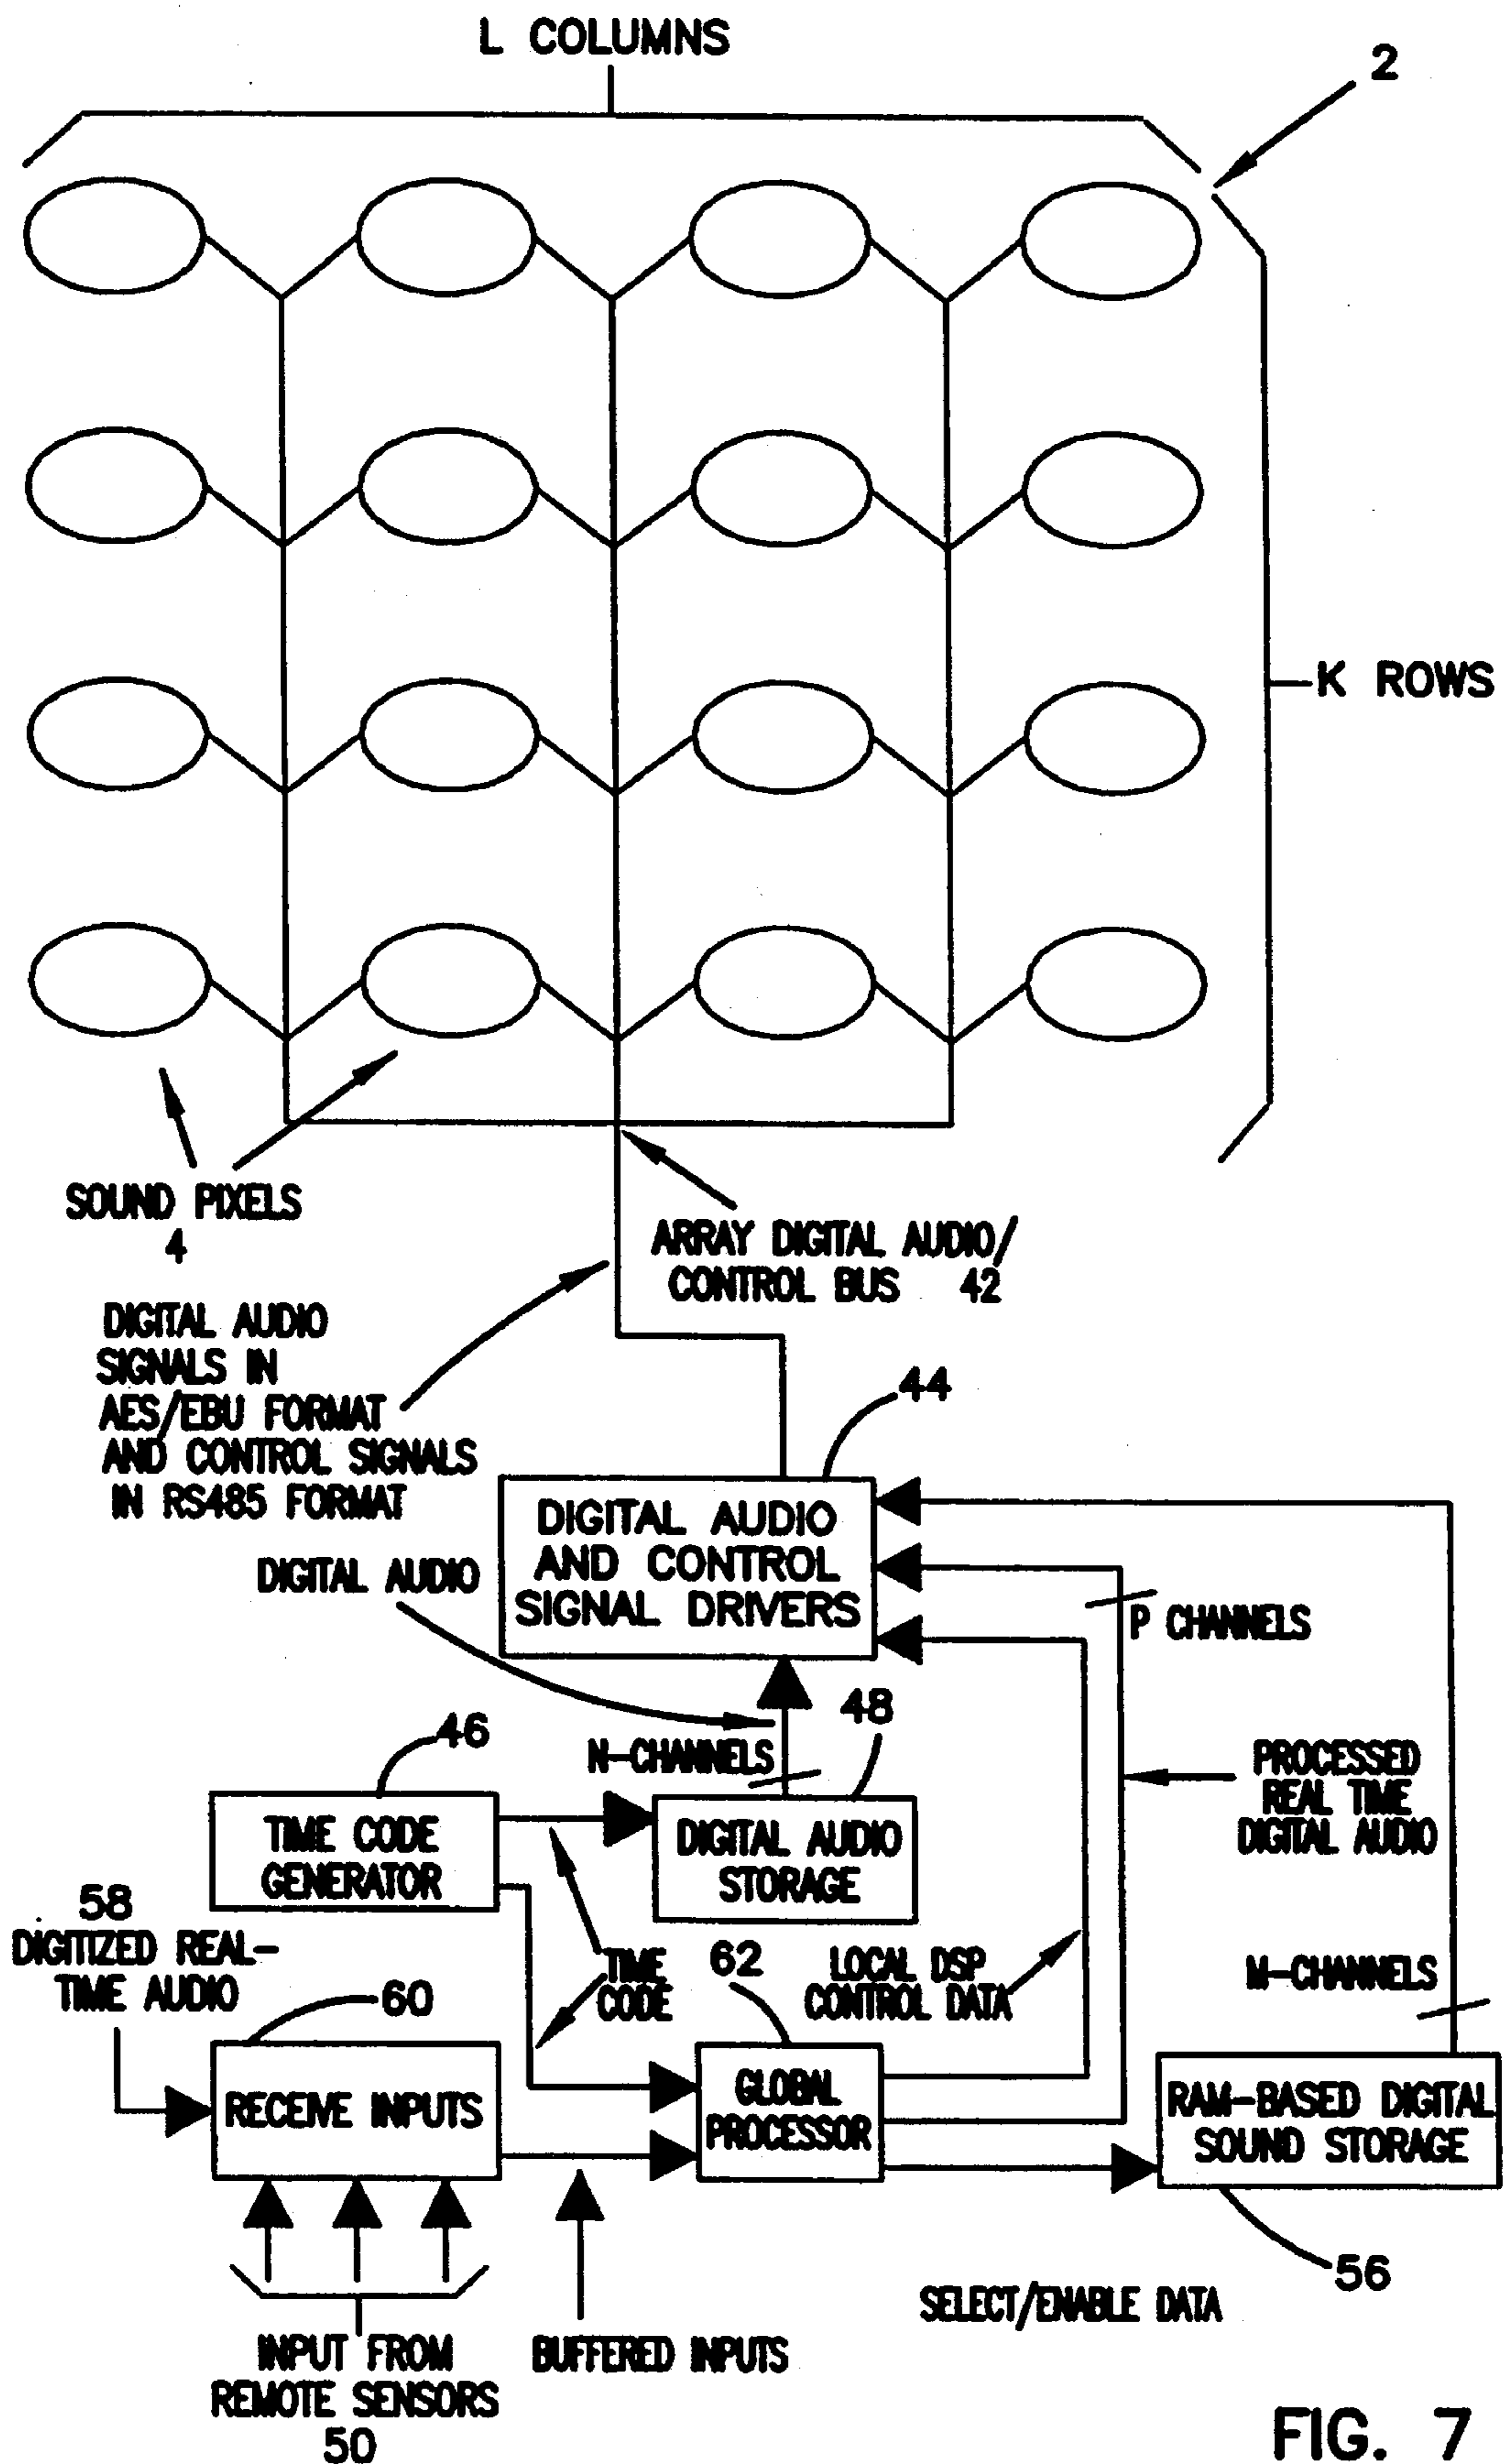 L COLUMNS
2
K ROWS
SOUND PIXELS
4
ARRAY DIGITAL AUDIO/
CONTROL BUS 42
DIGITAL AUDIO
SIGNALS IN
AES/EBU FORMAT
AND CONTROL SIGNALS
IN RS485 FORMAT
44
DIGITAL AUDIO
AND CONTROL
SIGNAL DRIVERS
DIGITAL AUDIO
P CHANNELS
46
N-CHANNELS
48
TIME CODE
GENERATOR
DIGITAL AUDIO
STORAGE
PROCESSED
REAL TIME
DIGITAL AUDIO
58
DIGITIZED REAL-
TIME AUDIO
60
TIME
CODE
62
LOCAL DSP
CONTROL DATA
M-CHANNELS
RECEIVE INPUTS
GLOBAL
PROCESSOR
RAM-BASED DIGITAL
SOUND STORAGE
56
SELECT/ENABLE DATA
INPUT FROM
REMOTE SENSORS
50
BUFFERED INPUTS
FIG. 7